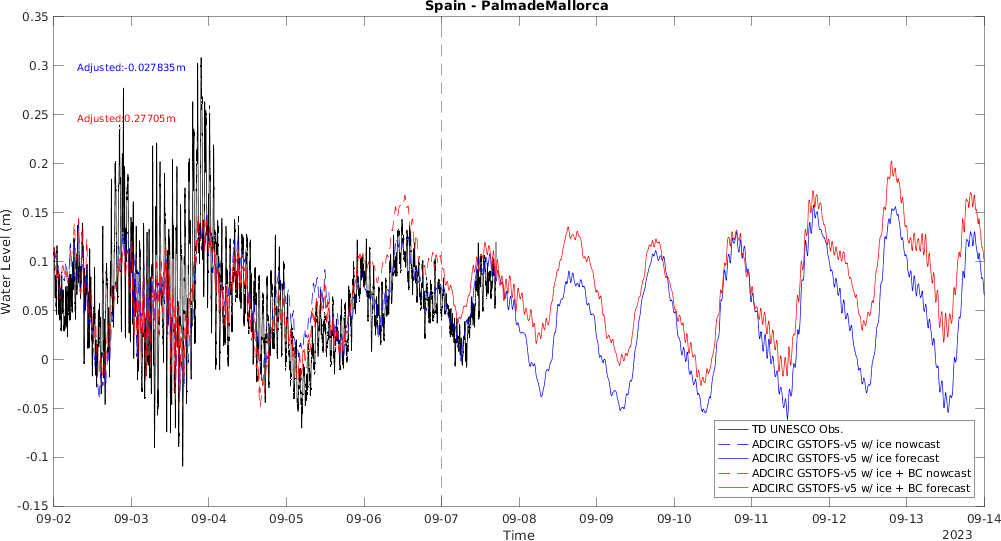 Spain - PalmadeMallorca
0.35
0.3
0.25
0.2
0.15
0.1
0.05
0
-0.05
-0.1
-0.15
Water Level (m)
Adjusted:-0.027835m
Adjusted:0.27705m
TD UNESCO Obs.
ADCIRC GSTOFS-v5 w/ ice nowcast
ADCIRC GSTOFS-v5 w/ ice forecast
ADCIRC GSTOFS-v5 w/ ice + BC nowcast
ADCIRC GSTOFS-v5 w/ ice + BC forecast
09-02 09-03 09-04 09-05 09-06 09-07 09-08 09-09 09-10 09-11 09-12 09-13 09-14
Time
2023